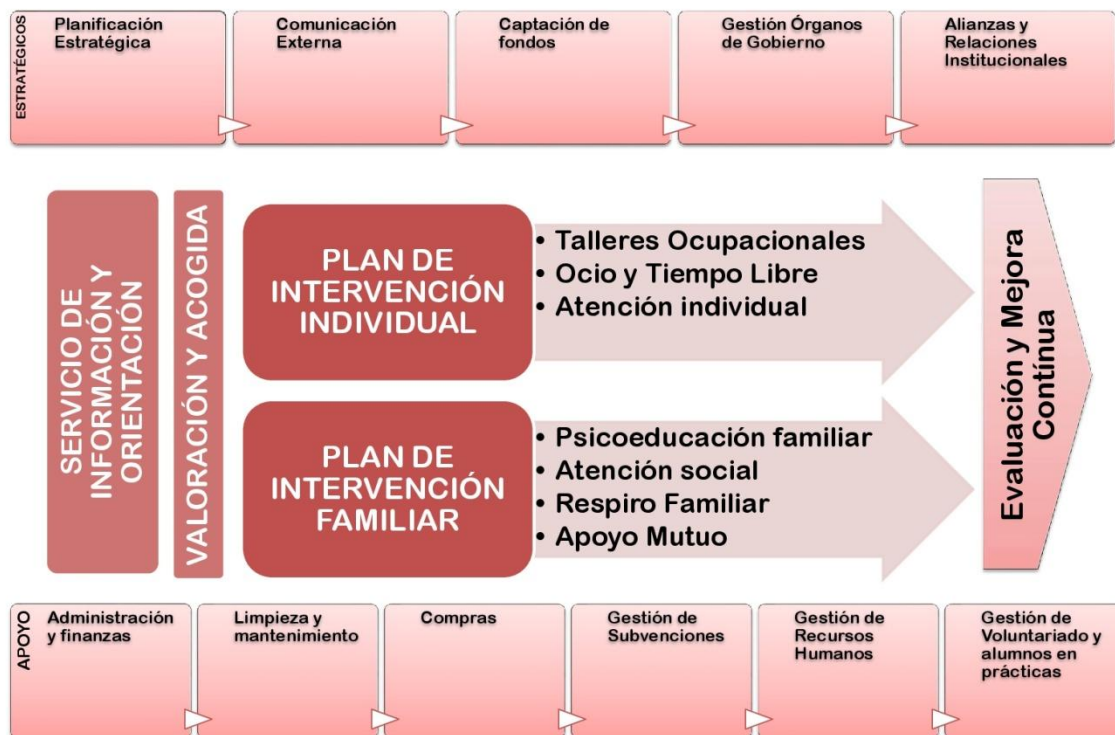 ESTRATÉGICOS
Planificación
Estratégica
Comunicación
Externa
Captación de
fondos
Gestión Órganos
de Gobierno
Alianzas y
Relaciones
Institucionales
SERVICIO DE
INFORMACIÓN Y
ORIENTACIÓN
VALORACIÓN Y ACOGIDA
PLAN DE
INTERVENCIÓN
INDIVIDUAL
• Talleres Ocupacionales
• Ocio y Tiempo Libre
• Atención individual
PLAN DE
INTERVENCIÓN
FAMILIAR
• Psicoeducación familiar
• Atención social
• Respiro Familiar
• Apoyo Mutuo
Evaluación y Mejora
Contínua
APOYO
Administración
y finanzas
Limpieza y
mantenimiento
Compras
Gestión de
Subvenciones
Gestión de
Recursos
Humanos
Gestión de
Voluntariado y
alumnos en
prácticas